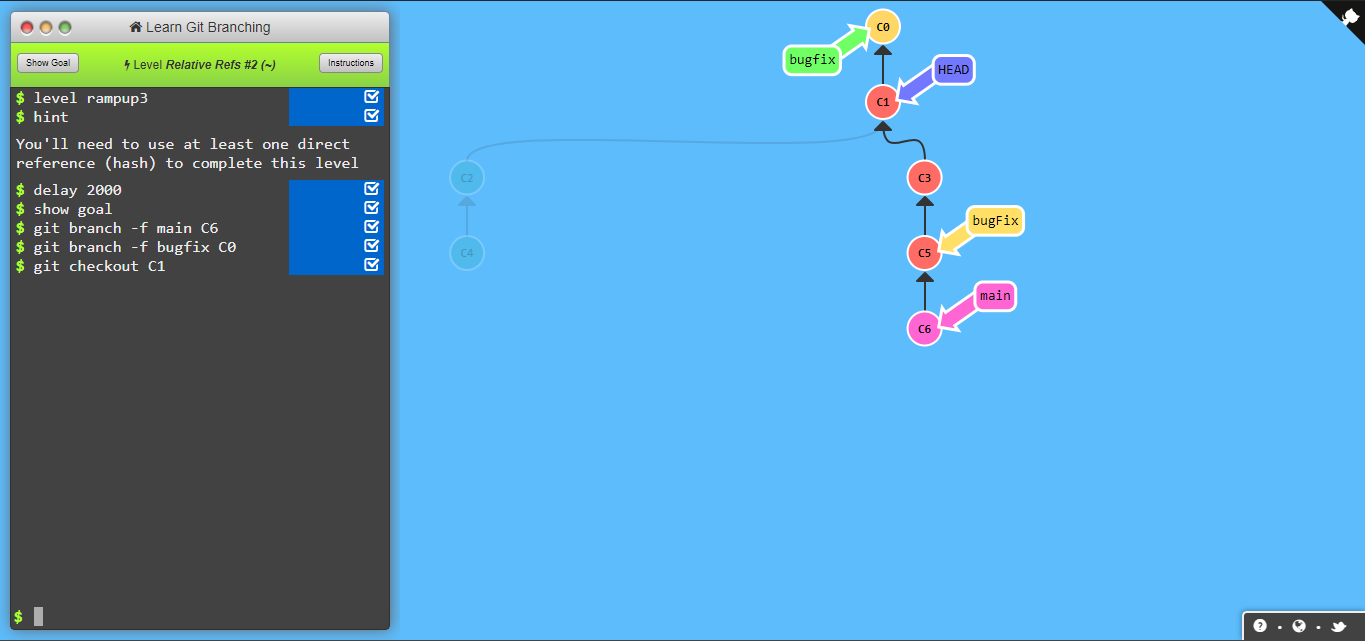 Learn Git Branching
Show Goal
Level Relative Refs #2 (~)
Instructions
$ level rampup3
$ hint
You'll need to use at least one direct
reference (hash) to complete this level
$ delay 2000
$ show goal
$ git branch -f main C6
$ git branch -f bugfix C0
$ git checkout C1
$
C0
bugfix
HEAD
C1
C2
C3
bugFix
C4
C5
main
C6
?